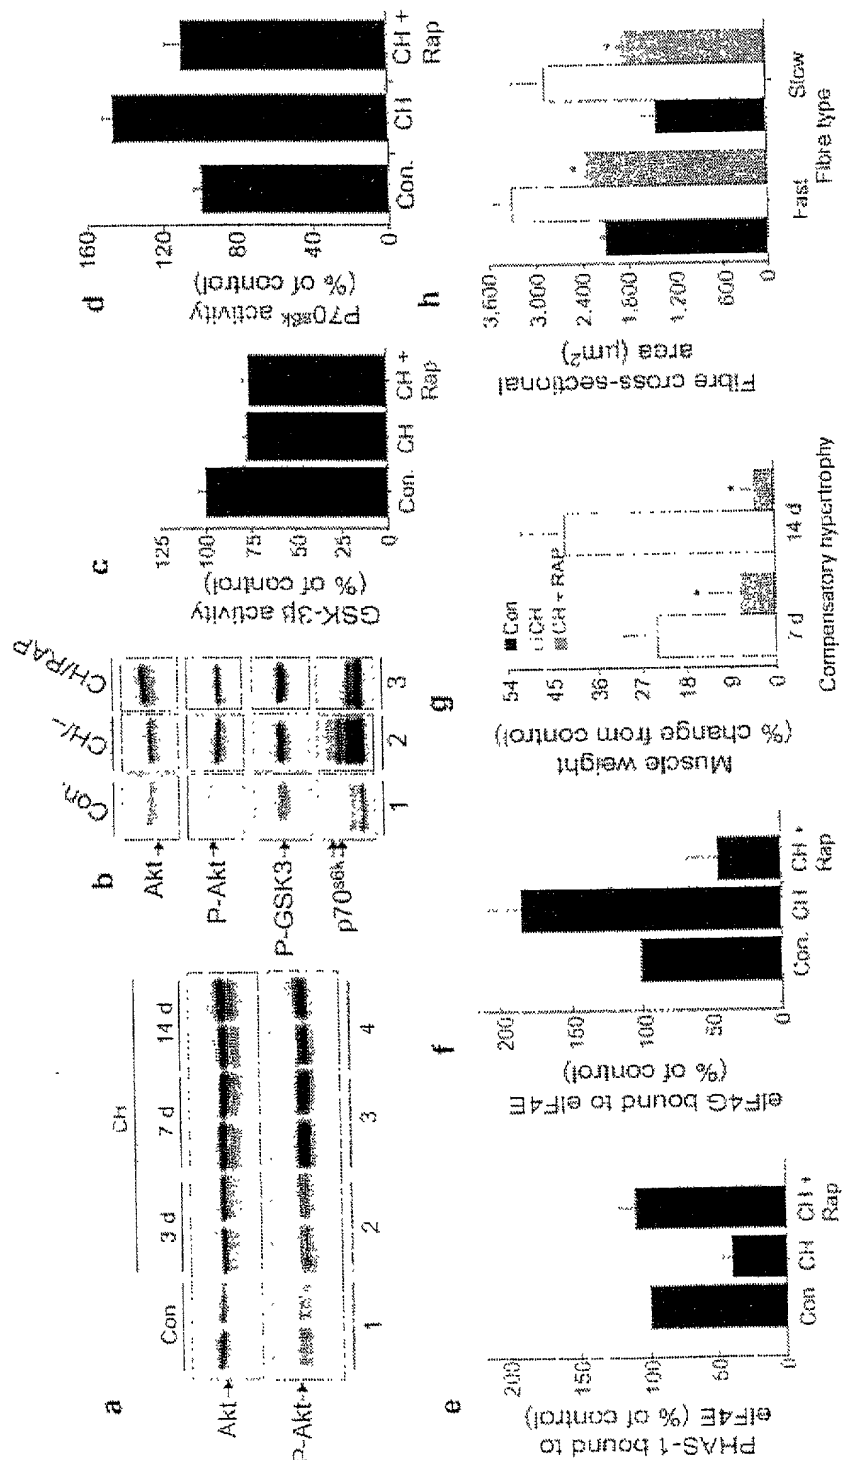 a
Con
CH
3 d
7 d
14 d
Akt
P-Akt
1
2
3
4
b
Con.
CH/-
CH/RAP
Akt
P-Akt
P-GSK3
p70s6k
1
2
3
c
GSK-3β activity
(% of control)
125
100
75
50
25
0
Con.
CH
CH +
Rap
d
P70s6k activity
(% of control)
160
120
80
40
0
Con.
CH
CH +
Rap
e
PHAS-1 bound to
eIF4E (% of control)
200
150
100
50
0
Con
CH
CH +
Rap
f
eIF4G bound to eIF4E
(% of control)
200
150
100
50
0
Con.
CH
CH +
Rap
g
Muscle weight
(% change from control)
54
45
36
27
18
9
0
Con
CH
CH + RAP
*
*
7 d
14 d
Compensatory hypertrophy
h
Fibre cross-sectional
area (μm2)
3,600
3,000
2,400
1,800
1,200
600
0
*
*
Fast
Slow
Fibre type